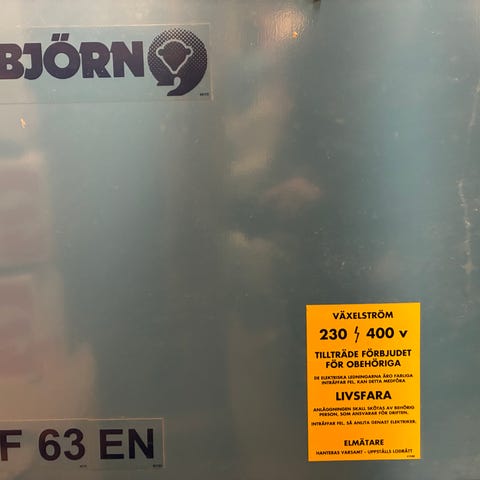 BJÖRN
VÄXELSTRÖM
230 400 v
TILLTRÄDE FÖRBJUDET
FÖR OBEHÖRIGA
DE ELEKTRISKA LEDNINGARNA ÄRO FARLIGA
INTRÄFFAR FEL, KAN DETTA MEDFÖRA
LIVSFARA
ANLÄGGNINGEN SKALL SKÖTAS AV BEHÖRIG
PERSON, SOM ANSVARAR FÖR DRIFTEN.
INTRÄFFAR FEL, SÅ ANLITA GENAST ELEKTRIKER.
ELMÄTARE
HANTERAS VARSAMT - UPPSTÄLLS LODRÄTT
F 63 EN